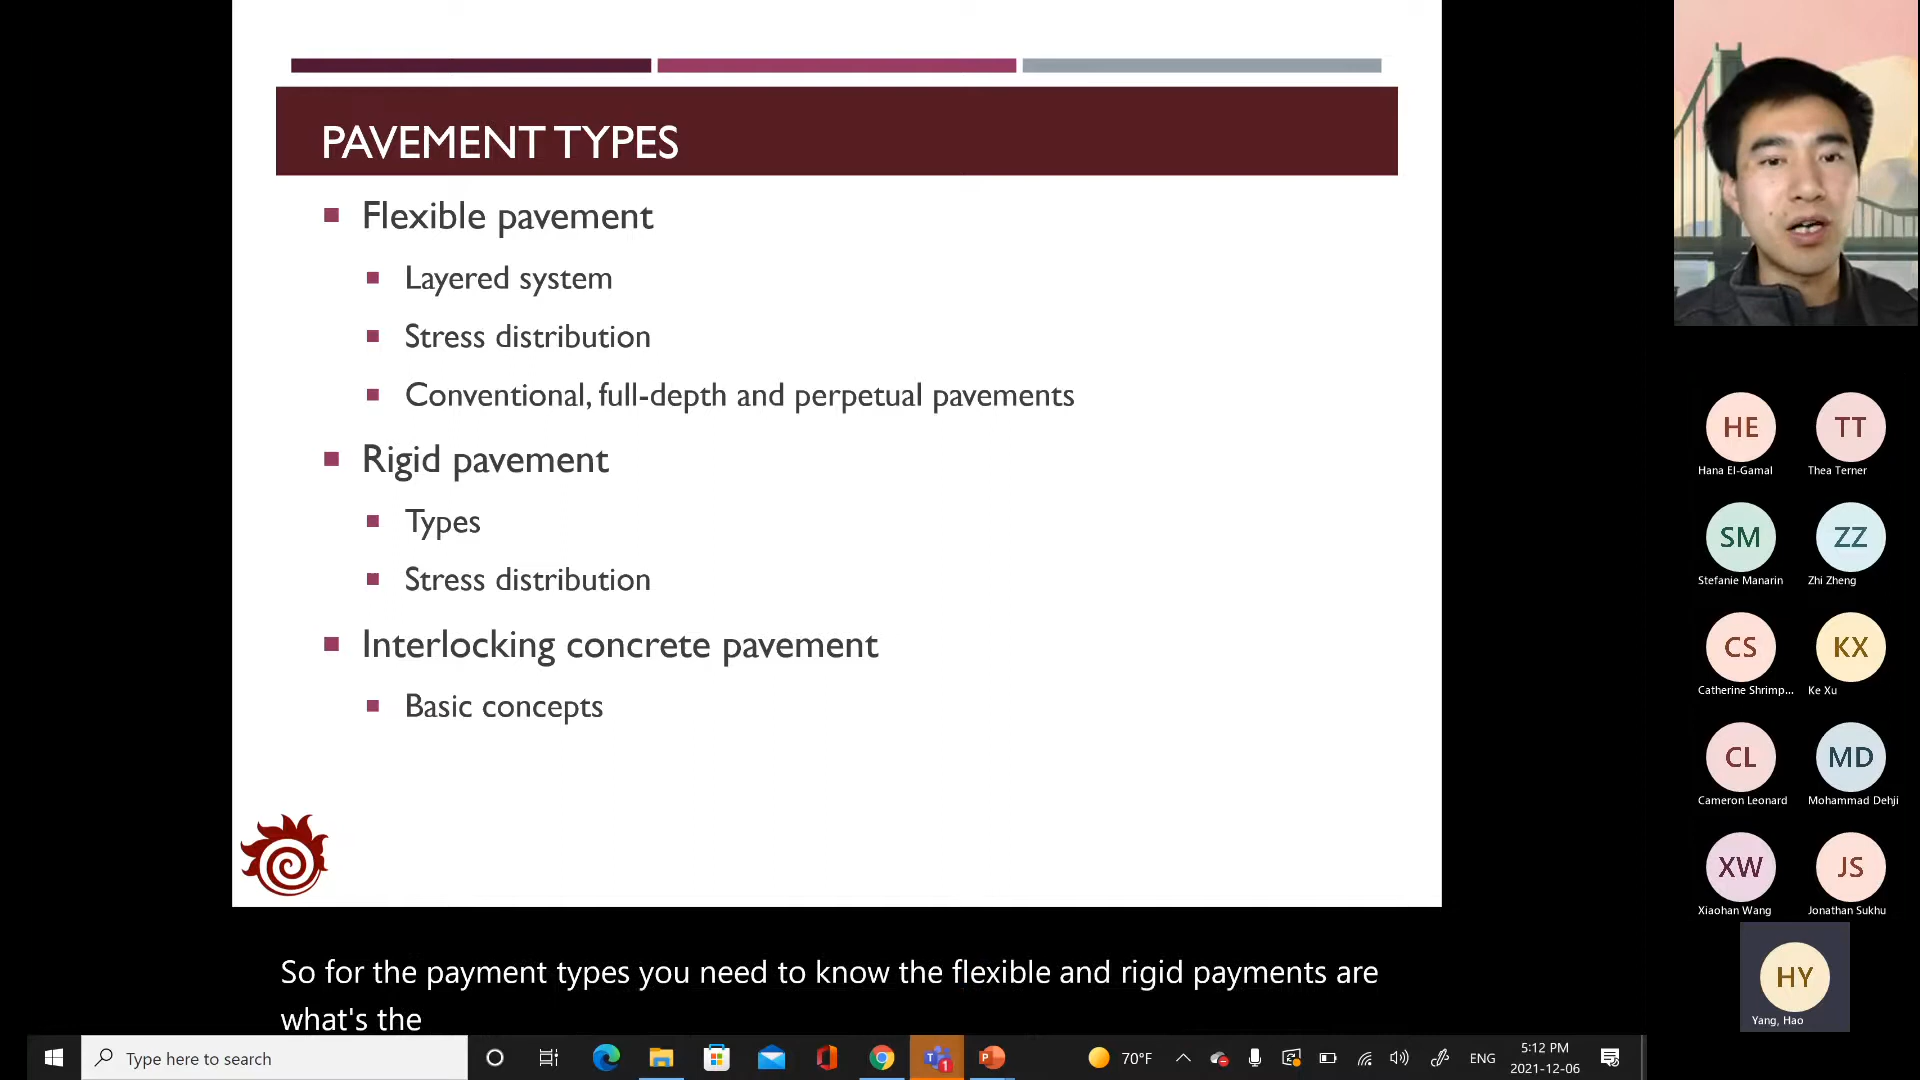 PAVEMENT TYPES
Flexible pavement
Layered system
Stress distribution
Conventional, full-depth and perpetual pavements
Rigid pavement
Types
Stress distribution
Interlocking concrete pavement
Basic concepts
So for the payment types you need to know the flexible and rigid payments are
what's the
HE TT
Hana El-Gamal Thea Terner
SM ZZ
Stefanie Manarin Zhi Zheng
CS KX
Catherine Shrimp... Ke Xu
CL MD
Cameron Leonard Mohammad Dehji
XW JS
Xiaohan Wang Jonathan Sukhu
HY
Yang, Hao
Type here to search
1
70°F
ENG
5:12 PM
2021-12-06